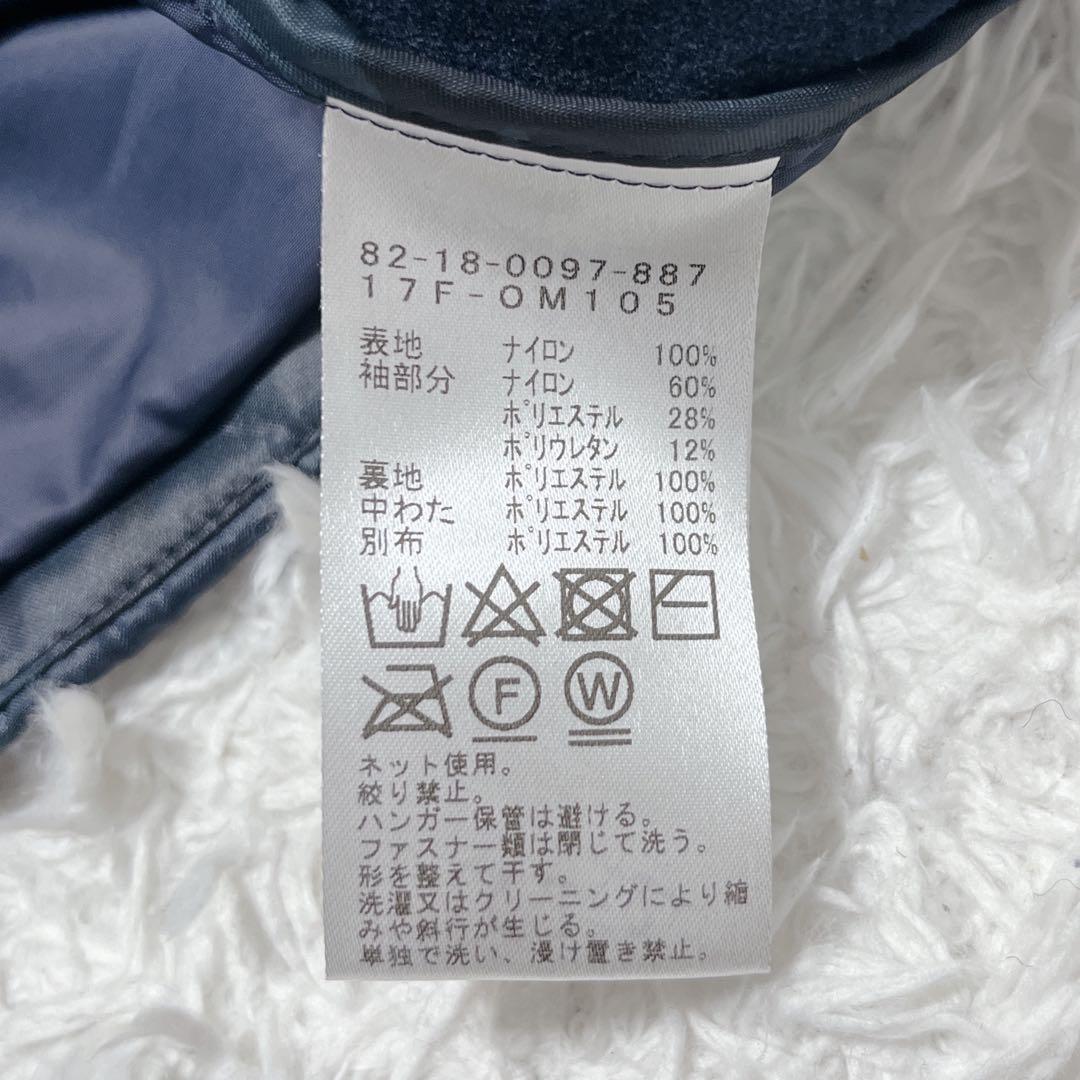 82-18-0097-887
17F-OM105
表地 ナイロン 100%
袖部分 ナイロン 60%
ポリエステル 28%
ポリウレタン 12%
裏地 ポリエステル 100%
中わた ポリエステル 100%
別布 ポリエステル 100%
F W
ネット使用。
絞り禁止。
ハンガー保管は避ける。
ファスナー類は閉じて洗う。
形を整えて干す。
洗濯又はクリーニングにより縮
みや斜行が生じる。
単独で洗い、浸け置き禁止。